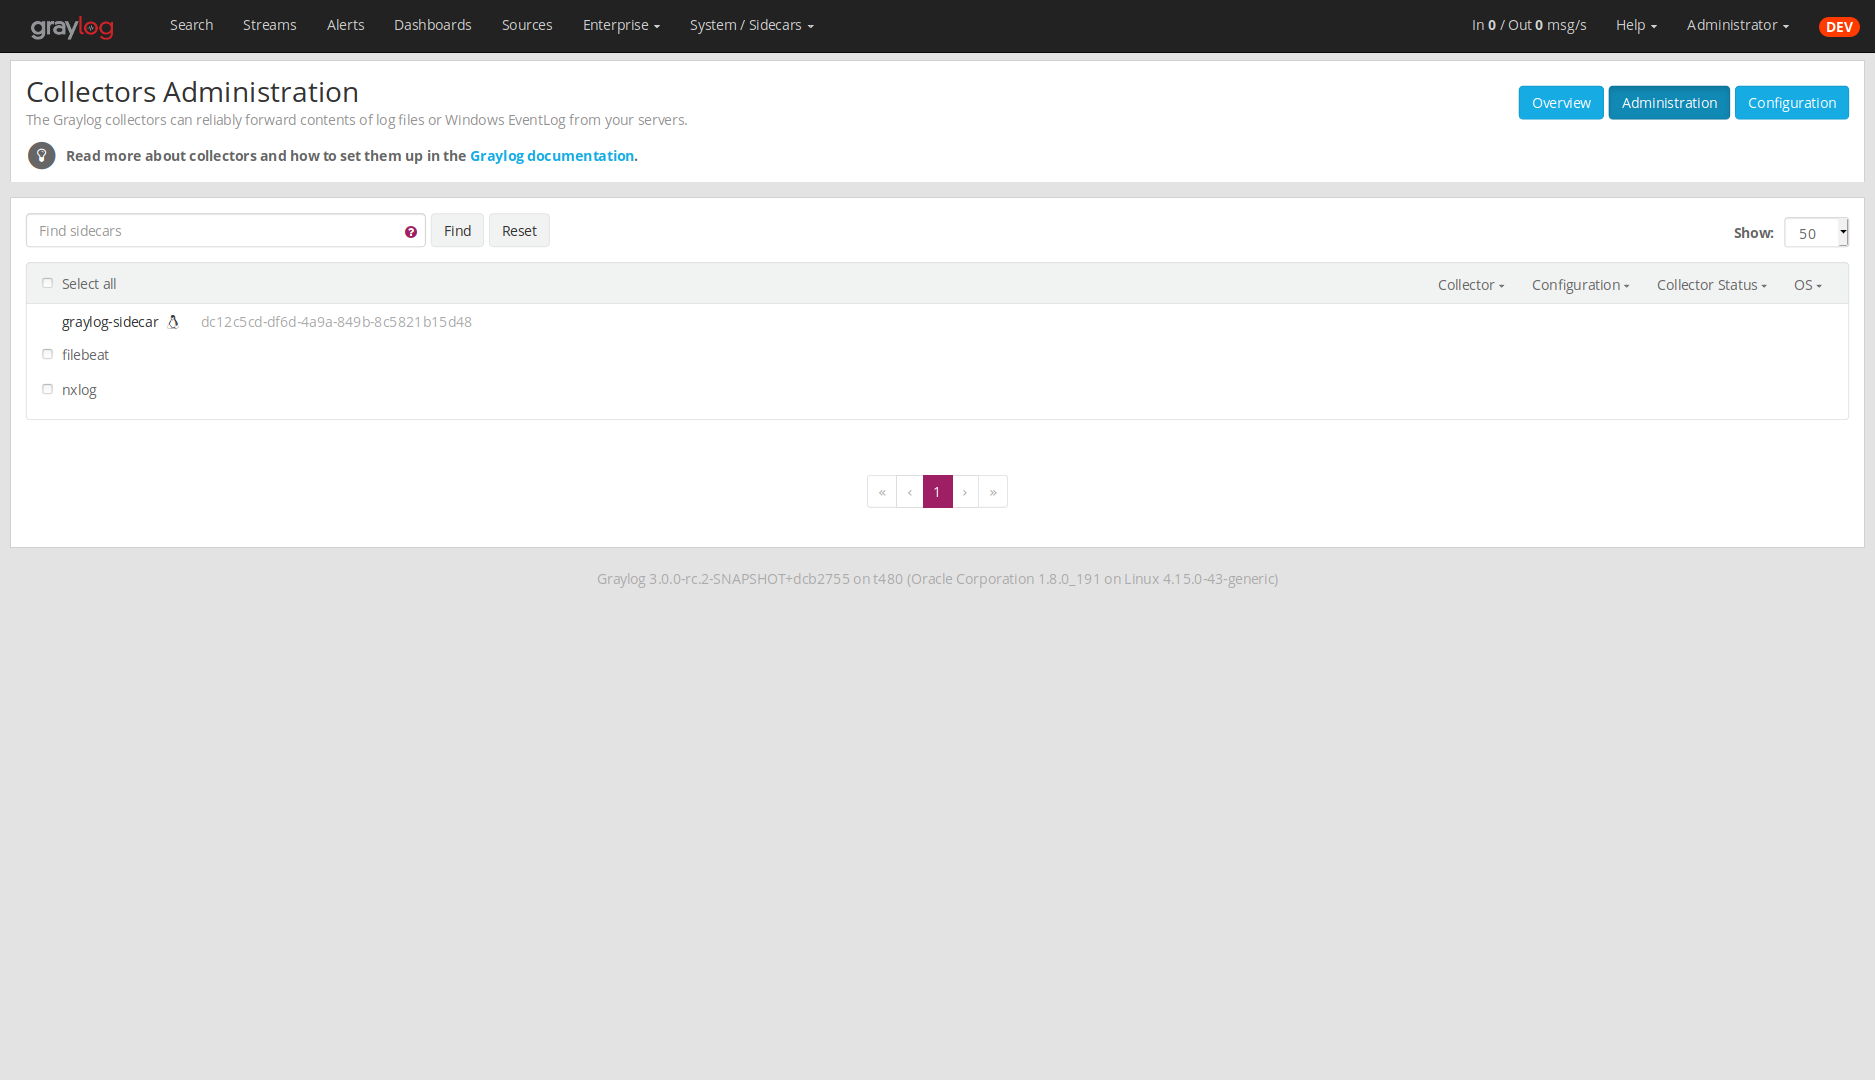 graylog Search Streams Alerts Dashboards Sources Enterprise System / Sidecars In 0 / Out 0 msg/s Help Administrator DEV
Collectors Administration
Overview Administration Configuration
The Graylog collectors can reliably forward contents of log files or Windows EventLog from your servers.
Read more about collectors and how to set them up in the Graylog documentation.
Find sidecars ? Find Reset Show: 50
Select all Collector Configuration Collector Status OS
graylog-sidecar dc12c5cd-df6d-4a9a-849b-8c5821b15d48
filebeat
nxlog
« ‹ 1 › »
Graylog 3.0.0-rc.2-SNAPSHOT+dcb2755 on t480 (Oracle Corporation 1.8.0_191 on Linux 4.15.0-43-generic)